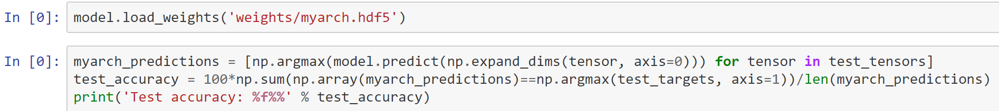 In [0]: model.load_weights('weights/myarch.hdf5')
In [0]: myarch_predictions = [np.argmax(model.predict(np.expand_dims(tensor, axis=0))) for tensor in test_tensors]
test_accuracy = 100*np.sum(np.array(myarch_predictions)==np.argmax(test_targets, axis=1))/len(myarch_predictions)
print('Test accuracy: %f%%' % test_accuracy)